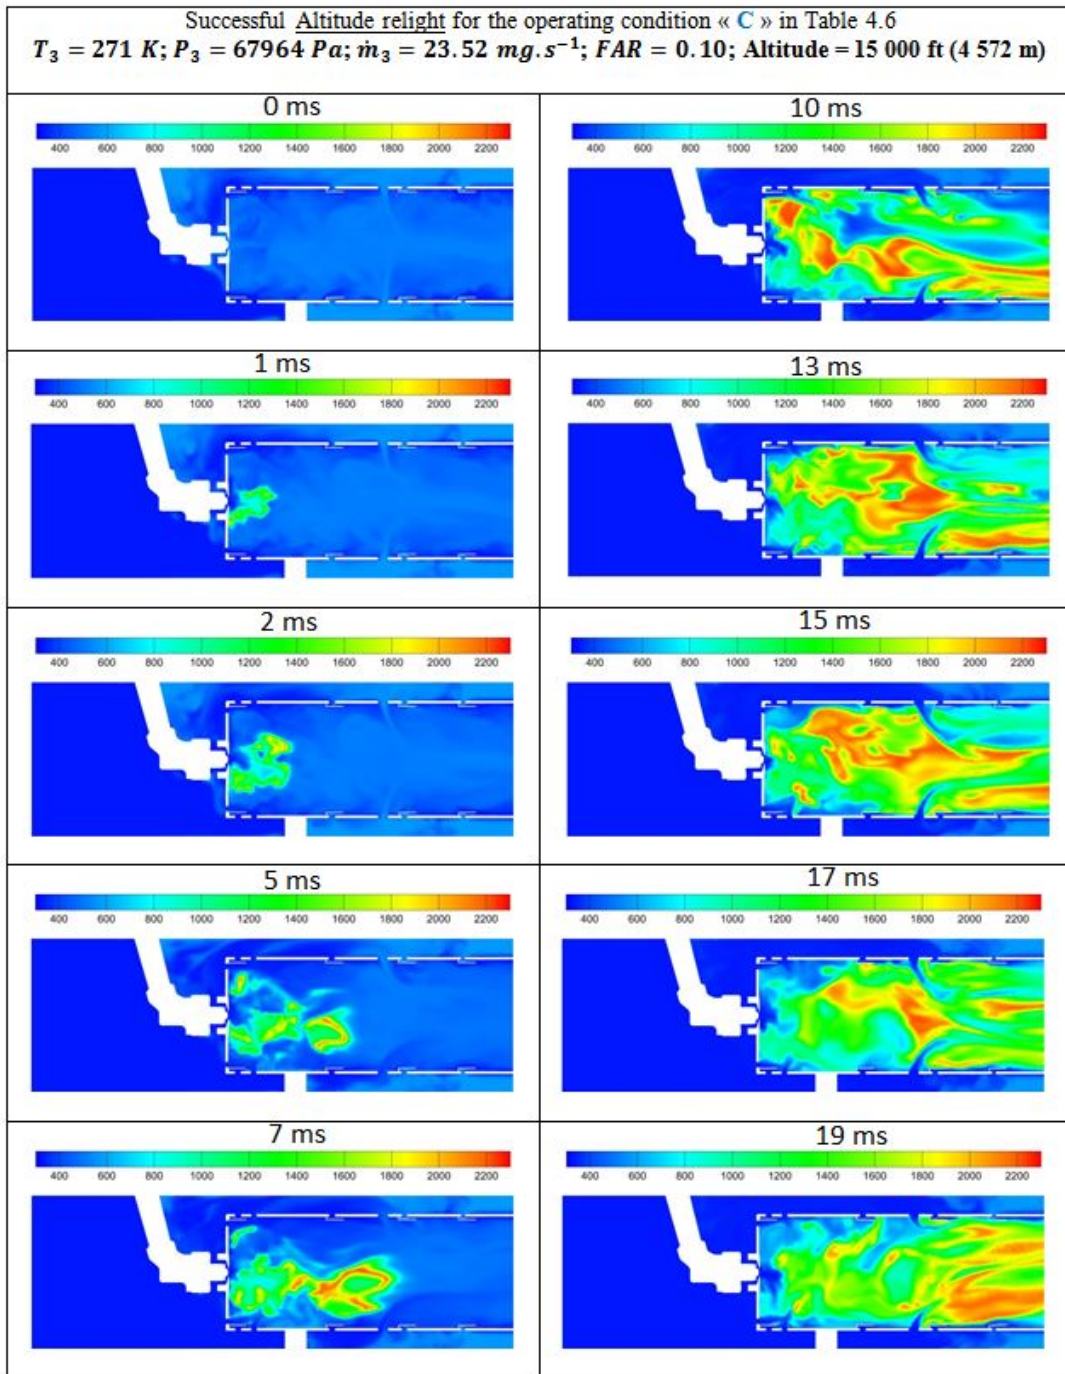 Successful Altitude relight for the operating condition « C » in Table 4.6
T₃ = 271 K; P₃ = 67964 Pa; ṁ₃ = 23.52 mg.s⁻¹; FAR = 0.10; Altitude = 15 000 ft (4 572 m)
0 ms
400 600 800 1000 1200 1400 1600 1800 2000 2200
10 ms
400 600 800 1000 1200 1400 1600 1800 2000 2200
1 ms
400 600 800 1000 1200 1400 1600 1800 2000 2200
13 ms
400 600 800 1000 1200 1400 1600 1800 2000 2200
2 ms
400 600 800 1000 1200 1400 1600 1800 2000 2200
15 ms
400 600 800 1000 1200 1400 1600 1800 2000 2200
5 ms
400 600 800 1000 1200 1400 1600 1800 2000 2200
17 ms
400 600 800 1000 1200 1400 1600 1800 2000 2200
7 ms
400 600 800 1000 1200 1400 1600 1800 2000 2200
19 ms
400 600 800 1000 1200 1400 1600 1800 2000 2200